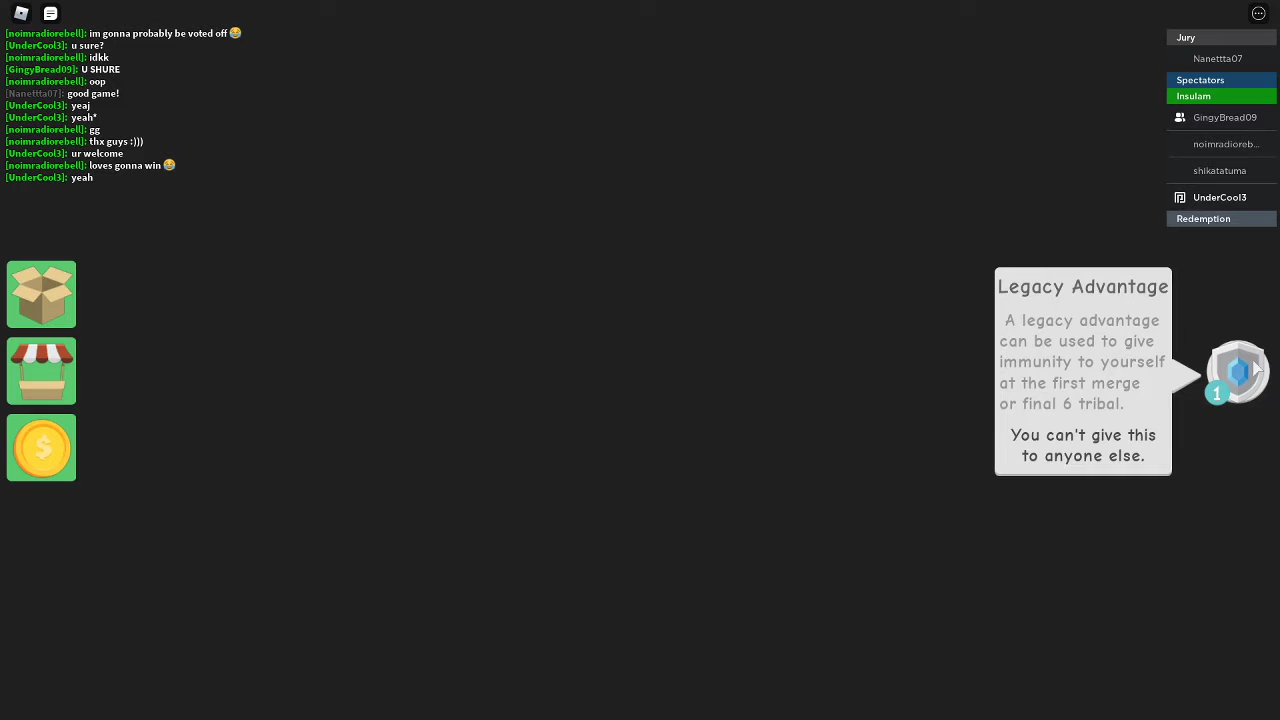 [noimradiorebell]: im gonna probably be voted off 😂
[UnderCool3]: u sure?
[noimradiorebell]: idkk
[GingyBread09]: U SHURE
[noimradiorebell]: oop
[Nanettta07]: good game!
[UnderCool3]: yeaj
[UnderCool3]: yeah*
[noimradiorebell]: gg
[noimradiorebell]: thx guys :)))
[UnderCool3]: ur welcome
[noimradiorebell]: loves gonna win 😂
[UnderCool3]: yeah
Jury
Nanettta07
Spectators
Insulam
GingyBread09
noimradioreb...
shikatatuma
UnderCool3
Redemption
Legacy Advantage
A legacy advantage
can be used to give
immunity to yourself
at the first merge
or final 6 tribal.
You can't give this
to anyone else.
1
$